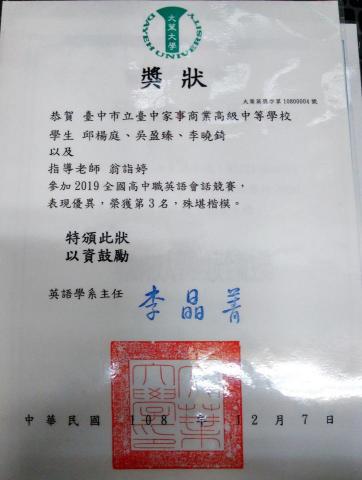 大葉大學
DAYEH UNIVERSITY
獎狀
大葉英獎字第10800004號
恭賀 臺中市立臺中家事商業高級中等學校
學生 邱楊庭、吳盈臻、李曉錡
以及
指導老師 翁詣婷
參加2019全國高中職英語會話競賽，
表現優異，榮獲第3名，殊堪楷模。
特頒此狀
以資鼓勵
英語學系主任 李晶菁
大葉大學印
中華民國 108 年 12 月 7 日